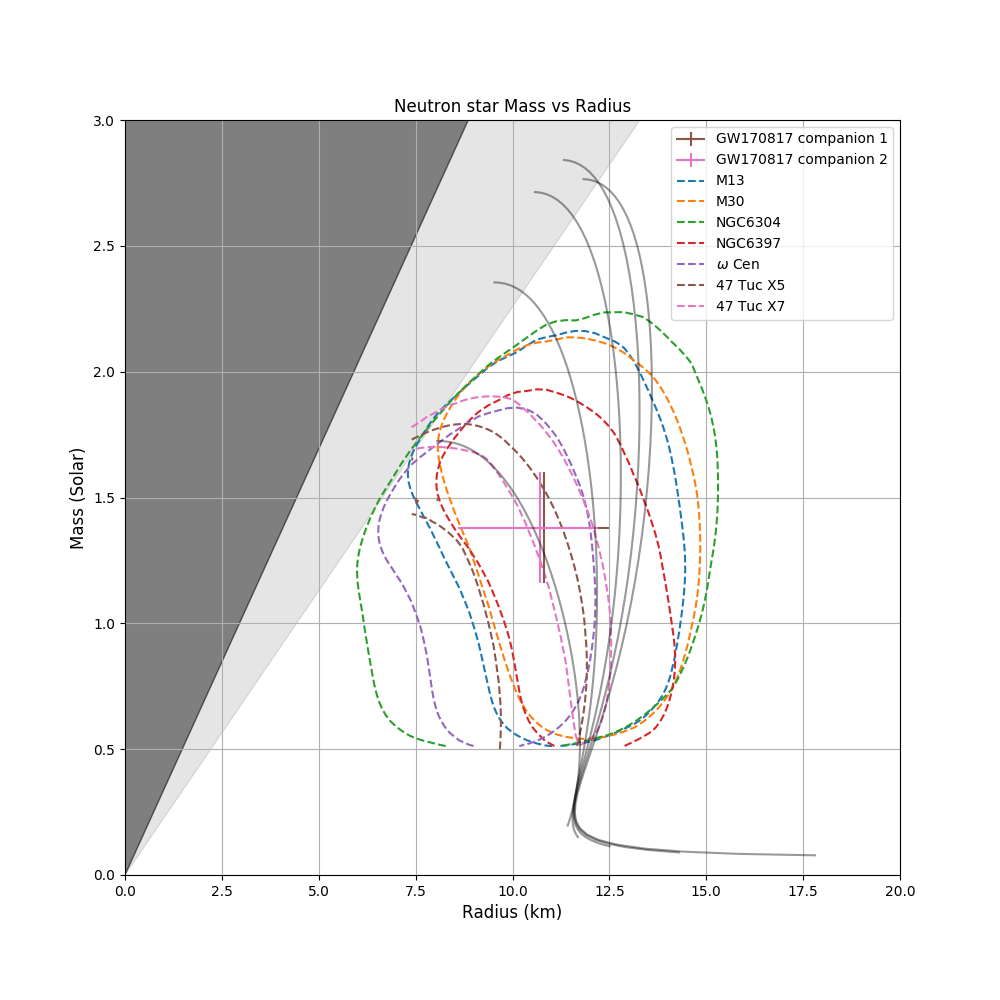 Neutron star Mass vs Radius
3.0
2.5
2.0
1.5
1.0
0.5
0.0
Mass (Solar)
GW170817 companion 1
GW170817 companion 2
M13
M30
NGC6304
NGC6397
ω Cen
47 Tuc X5
47 Tuc X7
0.0 2.5 5.0 7.5 10.0 12.5 15.0 17.5 20.0
Radius (km)